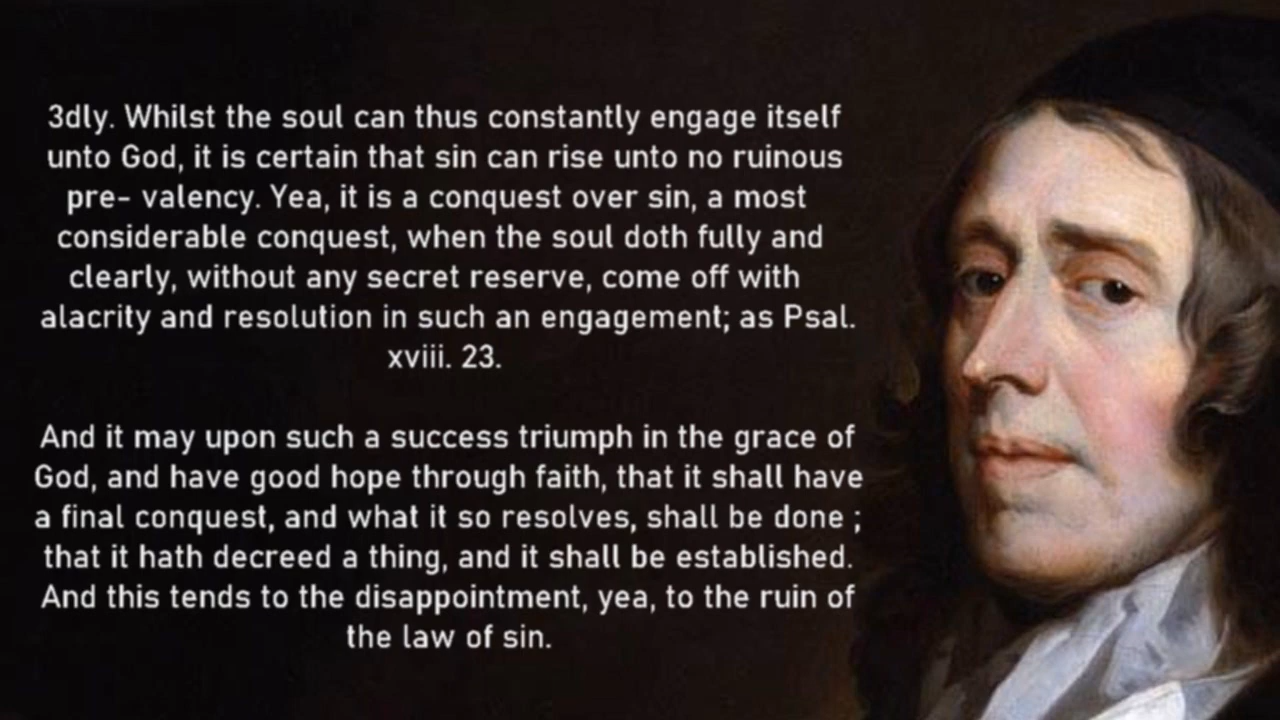 3dly. Whilst the soul can thus constantly engage itself
unto God, it is certain that sin can rise unto no ruinous
pre- valency. Yea, it is a conquest over sin, a most
considerable conquest, when the soul doth fully and
clearly, without any secret reserve, come off with
alacrity and resolution in such an engagement; as Psal.
xviii. 23.
And it may upon such a success triumph in the grace of
God, and have good hope through faith, that it shall have
a final conquest, and what it so resolves, shall be done ;
that it hath decreed a thing, and it shall be established.
And this tends to the disappointment, yea, to the ruin of
the law of sin.